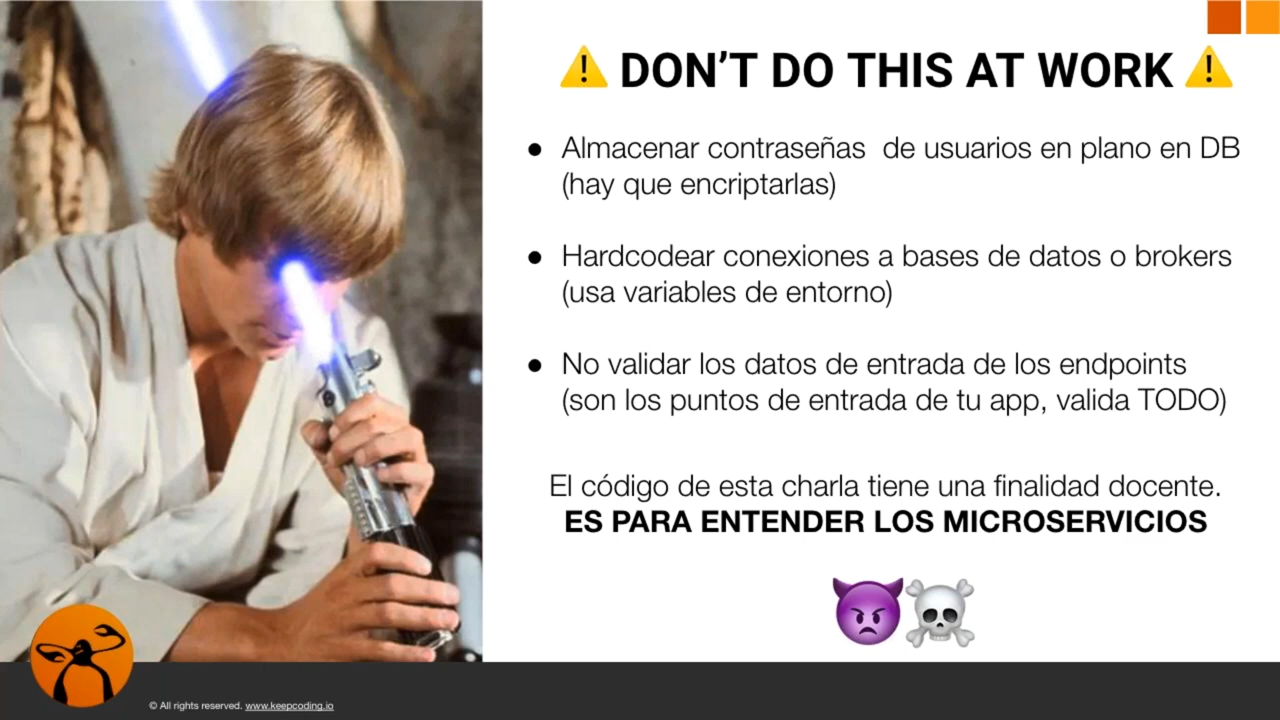 ⚠️ DON’T DO THIS AT WORK ⚠️
● Almacenar contraseñas de usuarios en plano en DB
(hay que encriptarlas)
● Hardcodear conexiones a bases de datos o brokers
(usa variables de entorno)
● No validar los datos de entrada de los endpoints
(son los puntos de entrada de tu app, valida TODO)
El código de esta charla tiene una finalidad docente.
ES PARA ENTENDER LOS MICROSERVICIOS
© All rights reserved. www.keepcoding.io